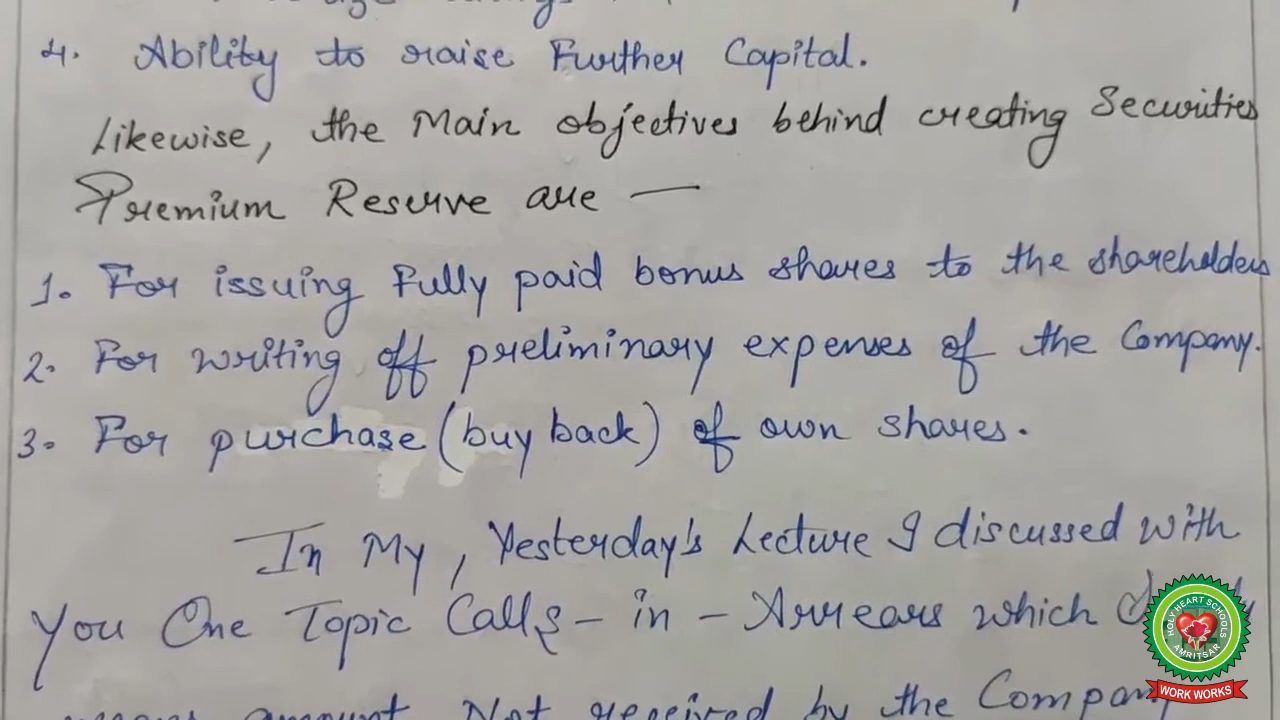 4. Ability to raise Further Capital.
Likewise, the Main objectives behind creating Securities
Premium Reserve are —
1. For issuing Fully paid bonus shares to the shareholders
2. For writing off preliminary expenses of the Company.
3. For purchase (buy back) of own shares.
In My, Yesterday's Lecture I discussed with
You One Topic Calls - in - Arrears which
amount Not received by the Company
HOLY HEART SCHOOLS
AMRITSAR
WORK WORKS